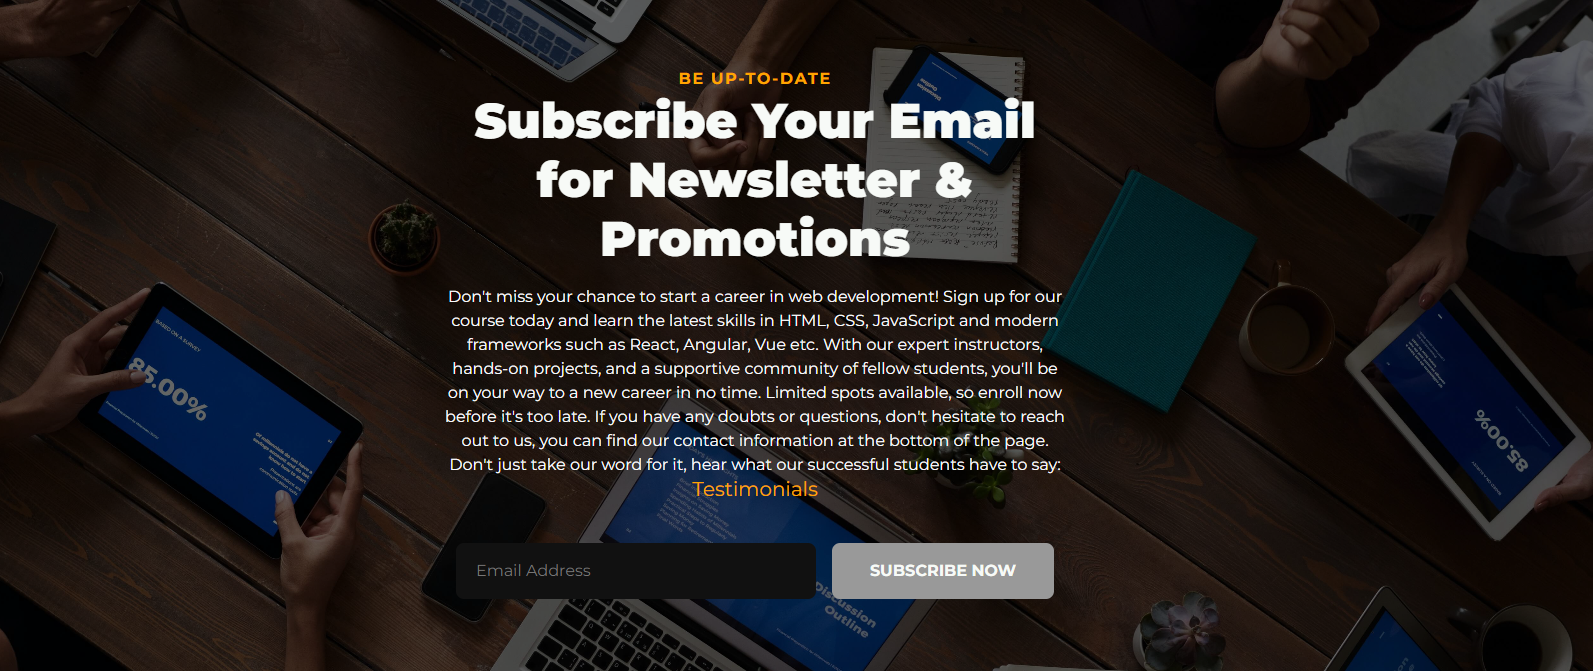 BE UP-TO-DATE
Subscribe Your Email
for Newsletter &
Promotions
Don't miss your chance to start a career in web development! Sign up for our
course today and learn the latest skills in HTML, CSS, JavaScript and modern
frameworks such as React, Angular, Vue etc. With our expert instructors,
hands-on projects, and a supportive community of fellow students, you'll be
on your way to a new career in no time. Limited spots available, so enroll now
before it's too late. If you have any doubts or questions, don't hesitate to reach
out to us, you can find our contact information at the bottom of the page.
Don't just take our word for it, hear what our successful students have to say:
Testimonials
Email Address
SUBSCRIBE NOW
BASED ON A SURVEY
85.00%
85.00%
Discussion
Outline